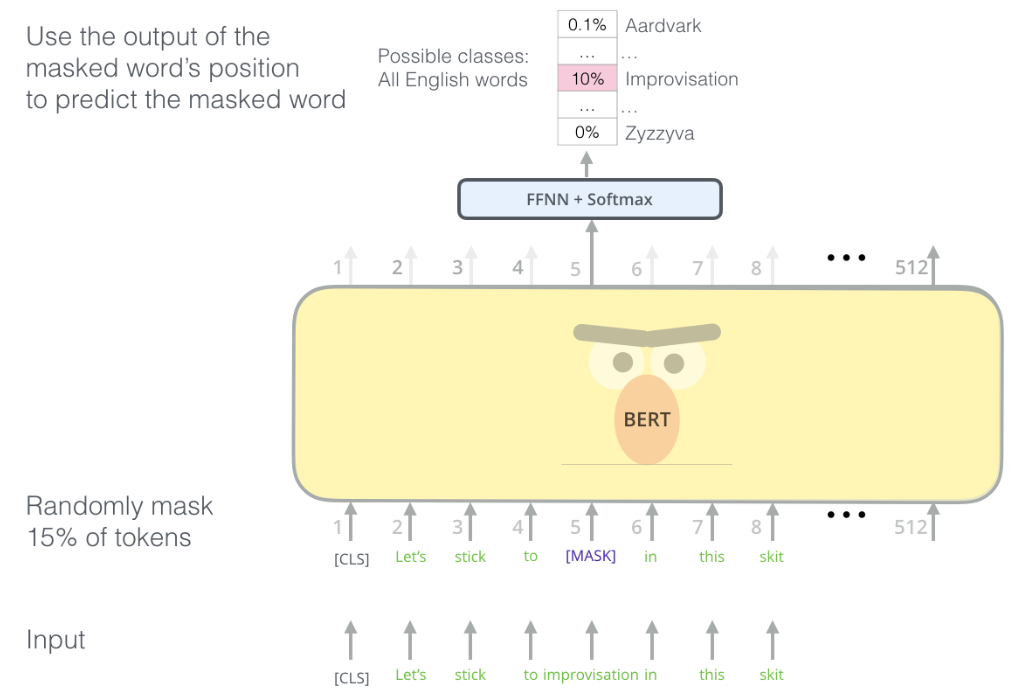 Use the output of the
masked word's position
to predict the masked word
Possible classes:
All English words
0.1% Aardvark
... ...
10% Improvisation
... ...
0% Zyzzyva
FFNN + Softmax
1 2 3 4 5 6 7 8 ... 512
BERT
Randomly mask
15% of tokens
1 2 3 4 5 6 7 8 ... 512
[CLS] Let's stick to [MASK] in this skit
Input
[CLS] Let's stick to improvisation in this skit